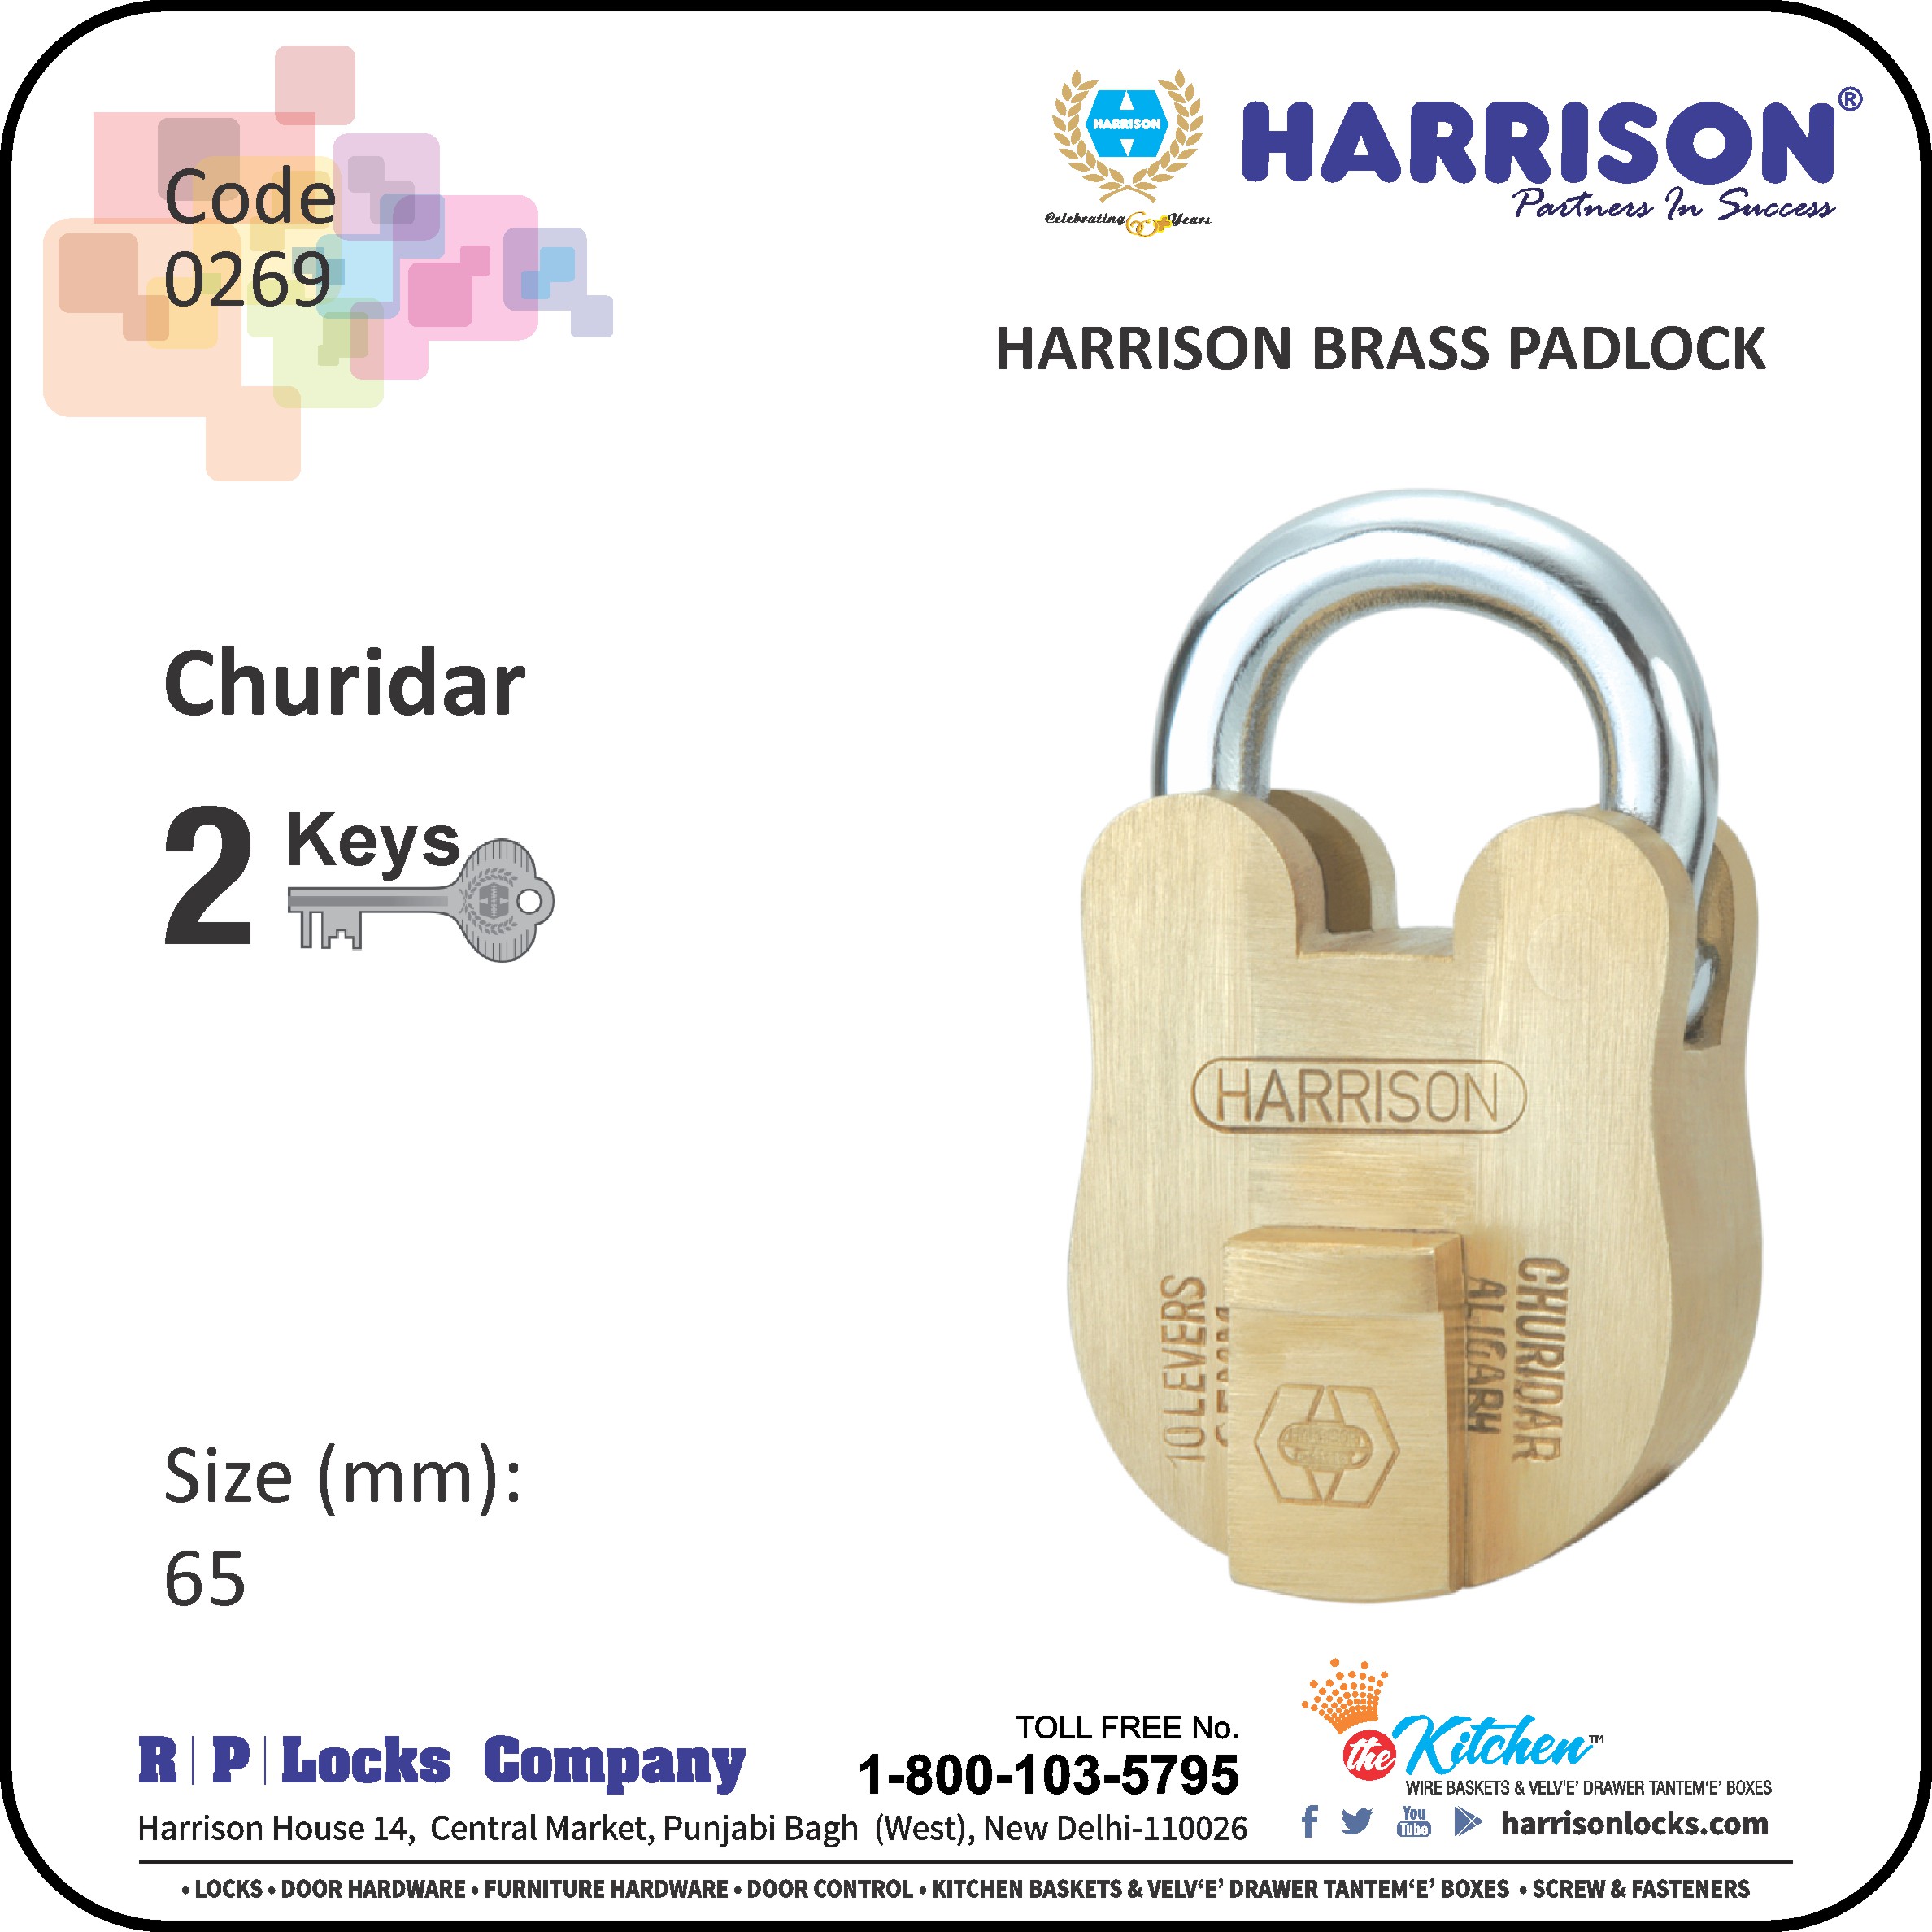 Code
0269
HARRISON
Celebrating 60+ Years
HARRISON®
Partners In Success
HARRISON BRASS PADLOCK
Churidar
2 Keys
HARRISON
10 LEVERS
CHURIDAR
ALIGARH
Size (mm):
65
R|P|Locks Company
TOLL FREE No.
1-800-103-5795
the Kitchen™
WIRE BASKETS & VELV'E' DRAWER TANTEM'E' BOXES
Harrison House 14, Central Market, Punjabi Bagh (West), New Delhi-110026
You Tube
harrisonlocks.com
• LOCKS • DOOR HARDWARE • FURNITURE HARDWARE • DOOR CONTROL • KITCHEN BASKETS & VELV‘E’ DRAWER TANTEM‘E’ BOXES • SCREW & FASTENERS